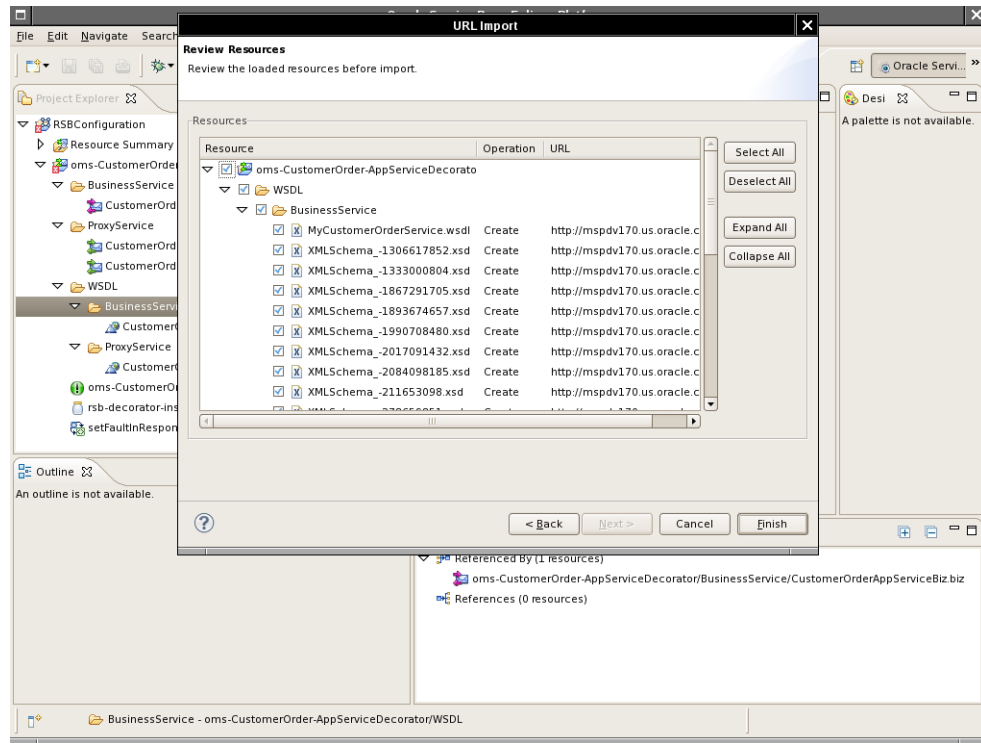 URL Import
File Edit Navigate Search
Review Resources
Review the loaded resources before import.
Oracle Servi... »
Project Explorer
Desi
A palette is not available.
RSBConfiguration
Resource Summary
oms-CustomerOrder
BusinessService
CustomerOrd
ProxyService
CustomerOrd
CustomerOrd
WSDL
BusinessServi
Customer
ProxyService
Customer
oms-CustomerOr
rsb-decorator-ins
setFaultInRespon
Resources
Resource Operation URL
oms-CustomerOrder-AppServiceDecorato
WSDL
BusinessService
MyCustomerOrderService.wsdl Create http://mspdv170.us.oracle.c
XMLSchema_-1306617852.xsd Create http://mspdv170.us.oracle.c
XMLSchema_-1333000804.xsd Create http://mspdv170.us.oracle.c
XMLSchema_-1867291705.xsd Create http://mspdv170.us.oracle.c
XMLSchema_-1893674657.xsd Create http://mspdv170.us.oracle.c
XMLSchema_-1990708480.xsd Create http://mspdv170.us.oracle.c
XMLSchema_-2017091432.xsd Create http://mspdv170.us.oracle.c
XMLSchema_-2084098185.xsd Create http://mspdv170.us.oracle.c
XMLSchema_-211653098.xsd Create http://mspdv170.us.oracle.c
Select All
Deselect All
Expand All
Collapse All
Outline
An outline is not available.
? < Back Next > Cancel Finish
Referenced By (1 resources)
oms-CustomerOrder-AppServiceDecorator/BusinessService/CustomerOrderAppServiceBiz.biz
References (0 resources)
BusinessService - oms-CustomerOrder-AppServiceDecorator/WSDL